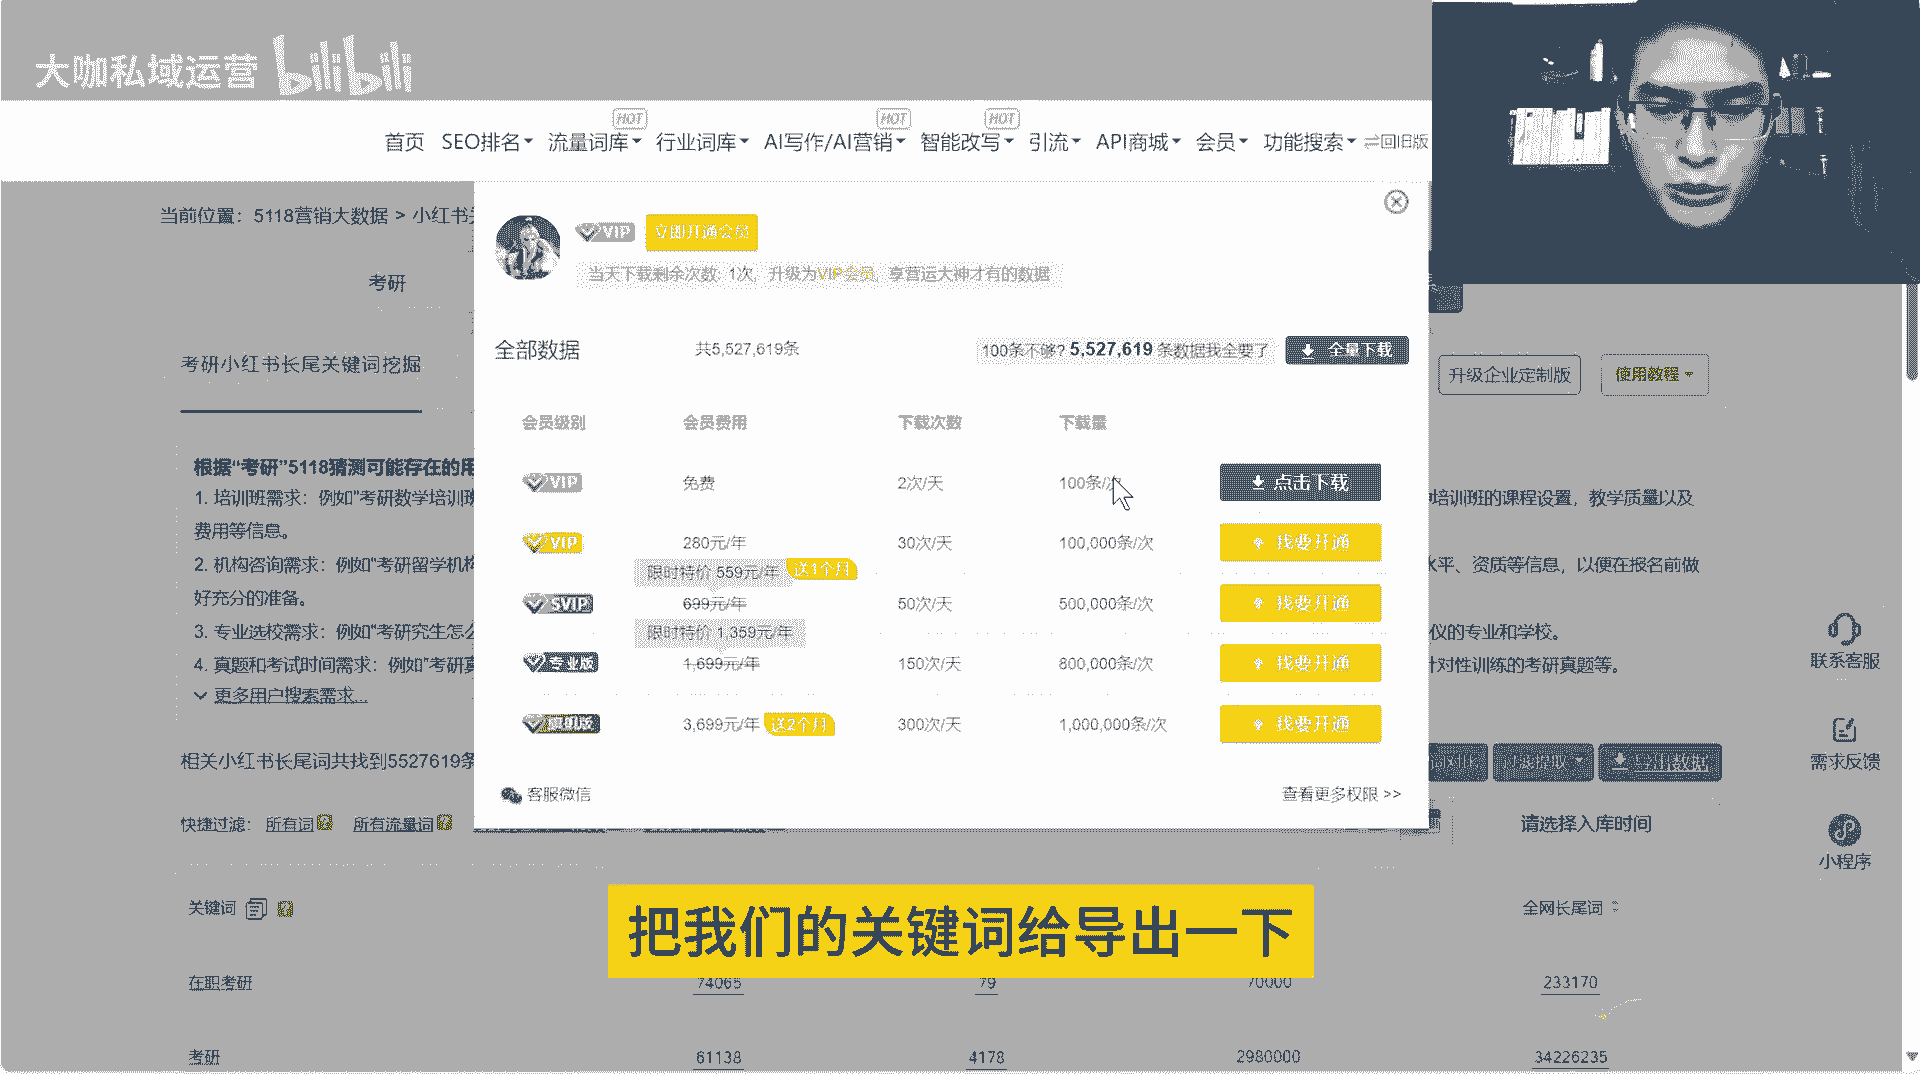 大咖私域运营 bilibili
HOT HOT HOT
首页 SEO排名 流量词库 行业词库 AI写作/AI营销 智能改写 引流 API商城 会员 功能搜索 回旧版
当前位置：5118营销大数据 > 小红书
VIP 立即开通会员
当天下载剩余次数: 1次, 升级为VIP会员, 享营运大神才有的数据
考研
全部数据 共5,527,619条 100条不够? 5,527,619 条数据我全要了 全量下载
考研小红书长尾关键词挖掘
升级企业定制版 使用教程
会员级别 会员费用 下载次数 下载量
根据“考研”5118猜测可能存在的用
VIP 免费 2次/天 100条/次 点击下载
1. 培训班需求：例如“考研数学培训班
培训班的课程设置，教学质量以及
费用等信息。
VIP 280元/年 30次/天 100,000条/次 我要开通
2. 机构咨询需求：例如“考研留学机构
水平、资质等信息，以便在报名前做
限时特价 559元/年 送1个月
好充分的准备。
SVIP 699元/年 50次/天 500,000条/次 我要开通
3. 专业选校需求：例如“考研究生怎么
仪的专业和学校。
限时特价 1,359元/年
4. 真题和考试时间需求：例如“考研真
针对性训练的考研真题等。
专业版 1,699元/年 150次/天 800,000条/次 我要开通
更多用户搜索需求...
联系客服
旗舰版 3,699元/年 送2个月 300次/天 1,000,000条/次 我要开通
相关小红书长尾词共找到5527619条
导出数据
需求反馈
客服微信 查看更多权限 >>
快捷过滤: 所有词 所有流量词
请选择入库时间
小程序
关键词 全网长尾词
把我们的关键词给导出一下
在职考研 74065 79 70000 233170
考研 61138 4178 2980000 34226235